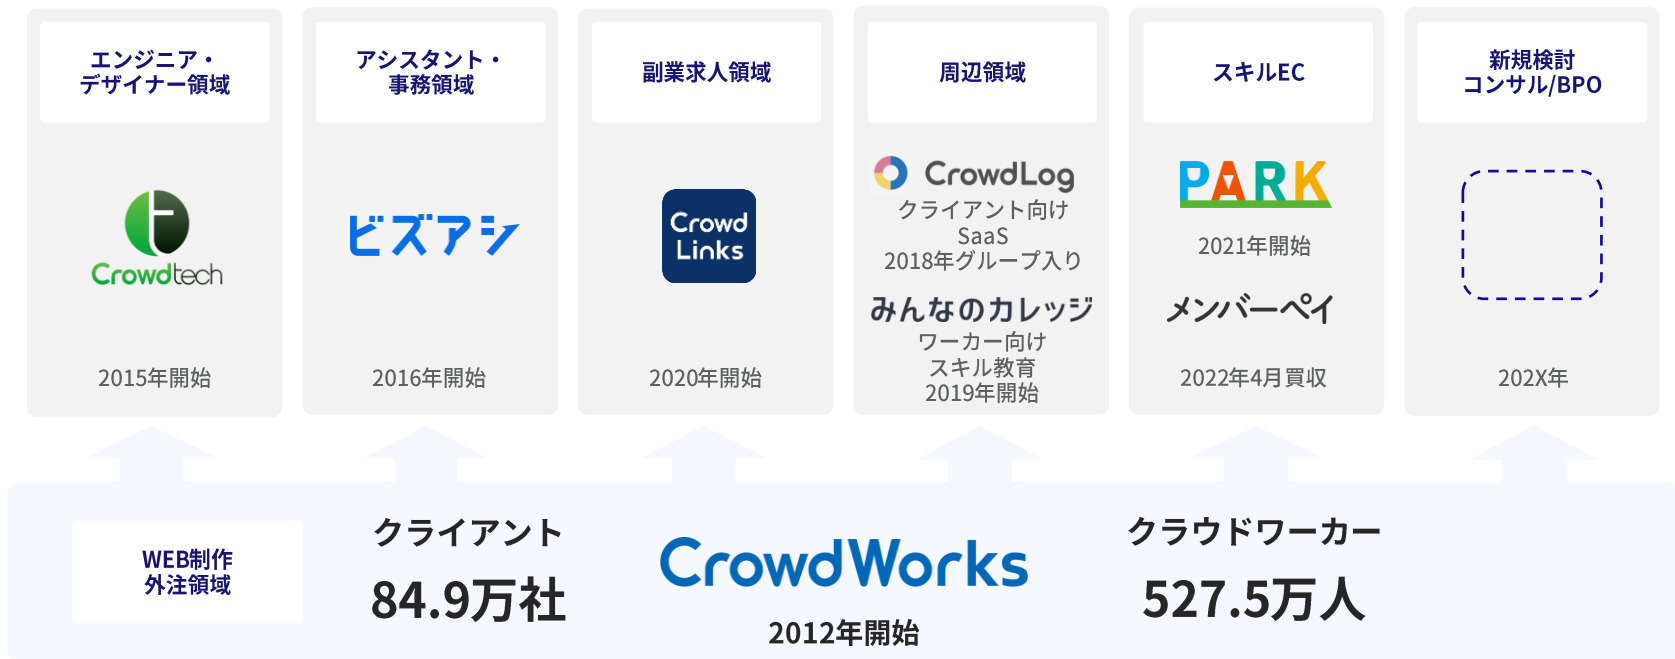 エンジニア・
デザイナー領域
Crowdtech
2015年開始
アシスタント・
事務領域
ビズアシ
2016年開始
副業求人領域
Crowd
Links
2020年開始
周辺領域
CrowdLog
クライアント向け
SaaS
2018年グループ入り
みんなのカレッジ
ワーカー向け
スキル教育
2019年開始
スキルEC
PARK
2021年開始
メンバーペイ
2022年4月買収
新規検討
コンサル/BPO
202X年
WEB制作
外注領域
クライアント
84.9万社
CrowdWorks
2012年開始
クラウドワーカー
527.5万人